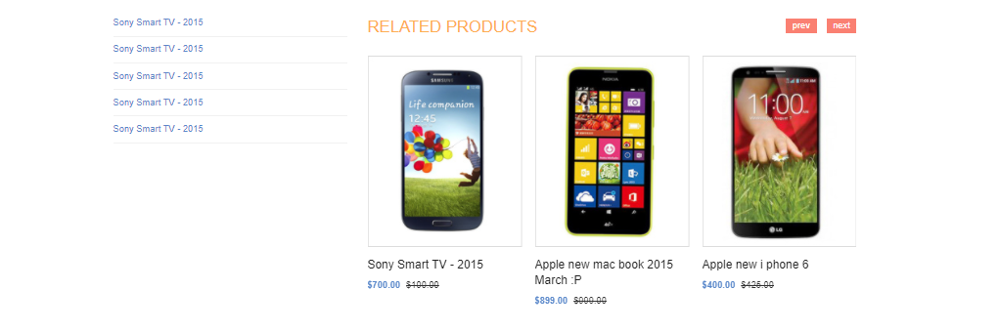 Sony Smart TV - 2015
Sony Smart TV - 2015
Sony Smart TV - 2015
Sony Smart TV - 2015
Sony Smart TV - 2015
RELATED PRODUCTS
prev next
SAMSUNG
Life companion
12:45
NOKIA
11:00
LG
Sony Smart TV - 2015
$700.00 $100.00
Apple new mac book 2015
March :P
$899.00
Apple new i phone 6
$400.00 $425.00